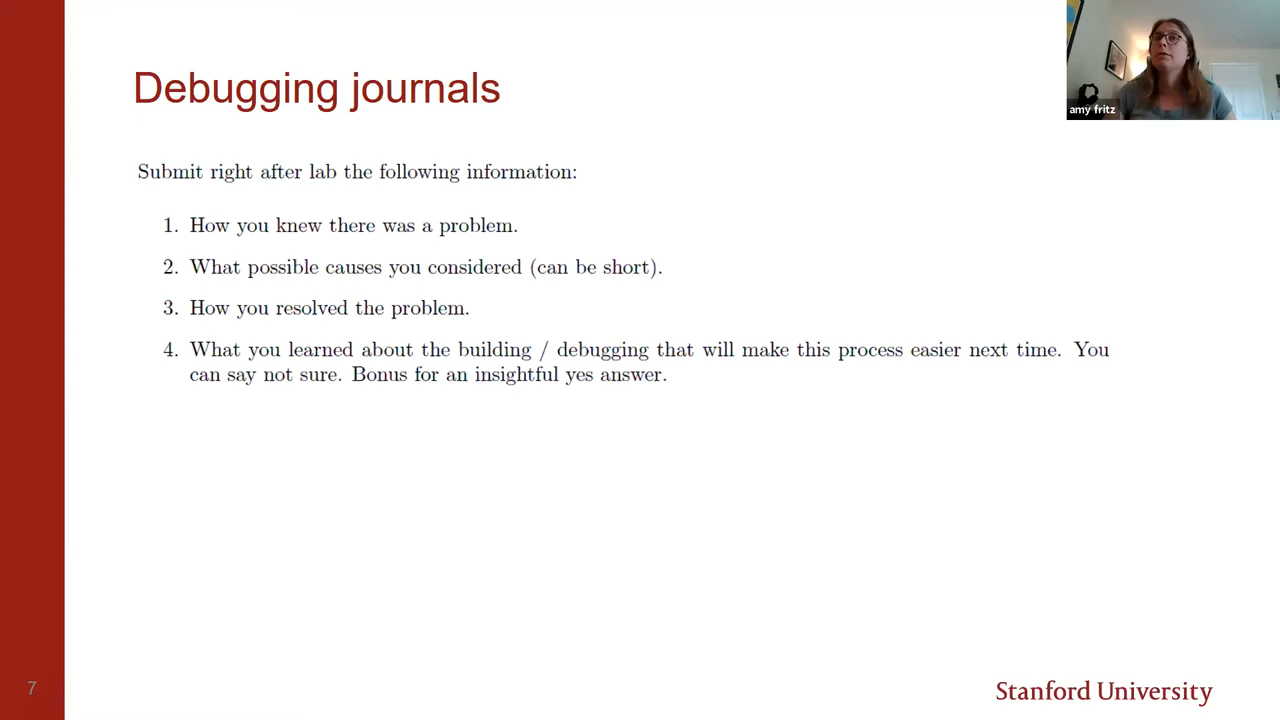 Debugging journals
amy fritz
Submit right after lab the following information:
1. How you knew there was a problem.
2. What possible causes you considered (can be short).
3. How you resolved the problem.
4. What you learned about the building / debugging that will make this process easier next time. You
can say not sure. Bonus for an insightful yes answer.
7
Stanford University